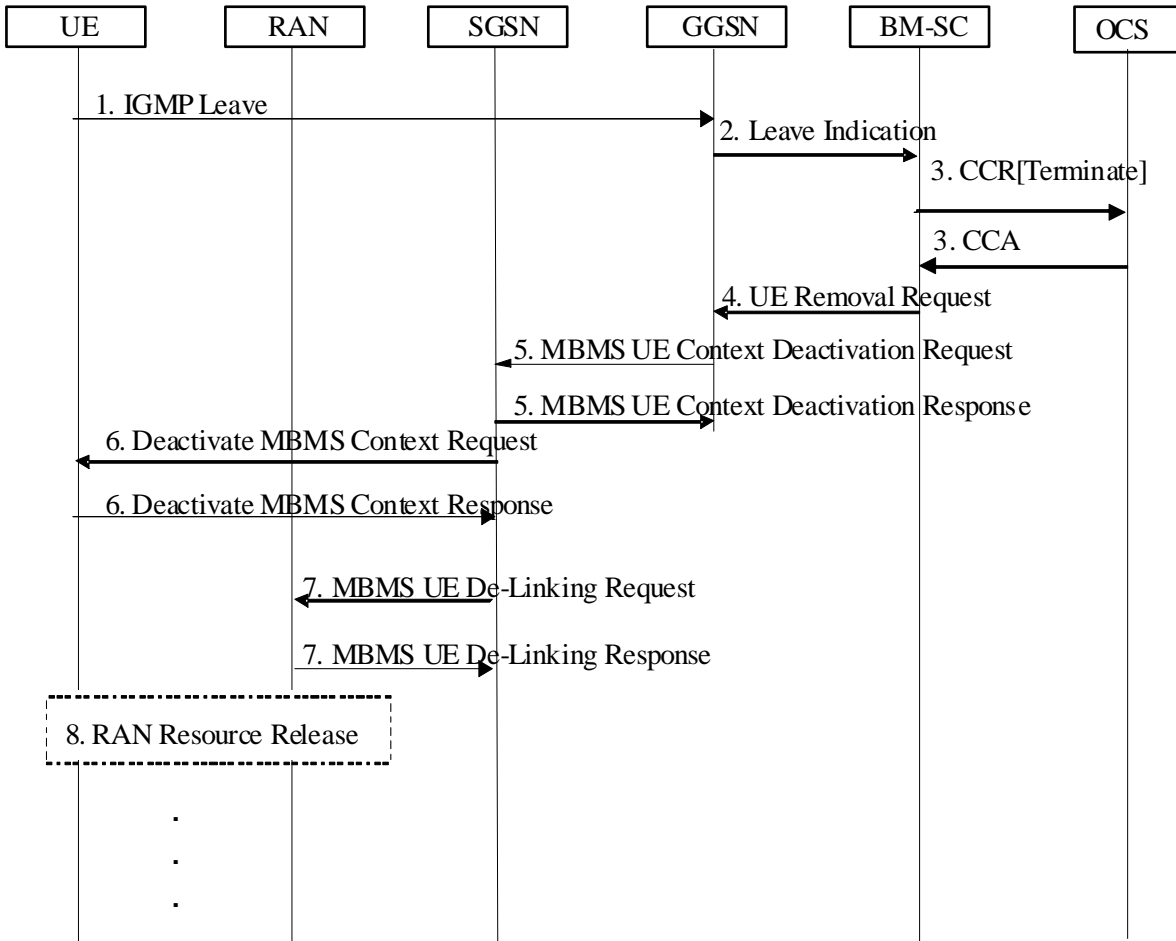 UE RAN SGSN GGSN BM-SC OCS
1. IGMP Leave
2. Leave Indication
3. CCR[Terminate]
3. CCA
4. UE Removal Request
5. MBMS UE Context Deactivation Request
5. MBMS UE Context Deactivation Response
6. Deactivate MBMS Context Request
6. Deactivate MBMS Context Response
7. MBMS UE De-Linking Request
7. MBMS UE De-Linking Response
8. RAN Resource Release
.
.
.